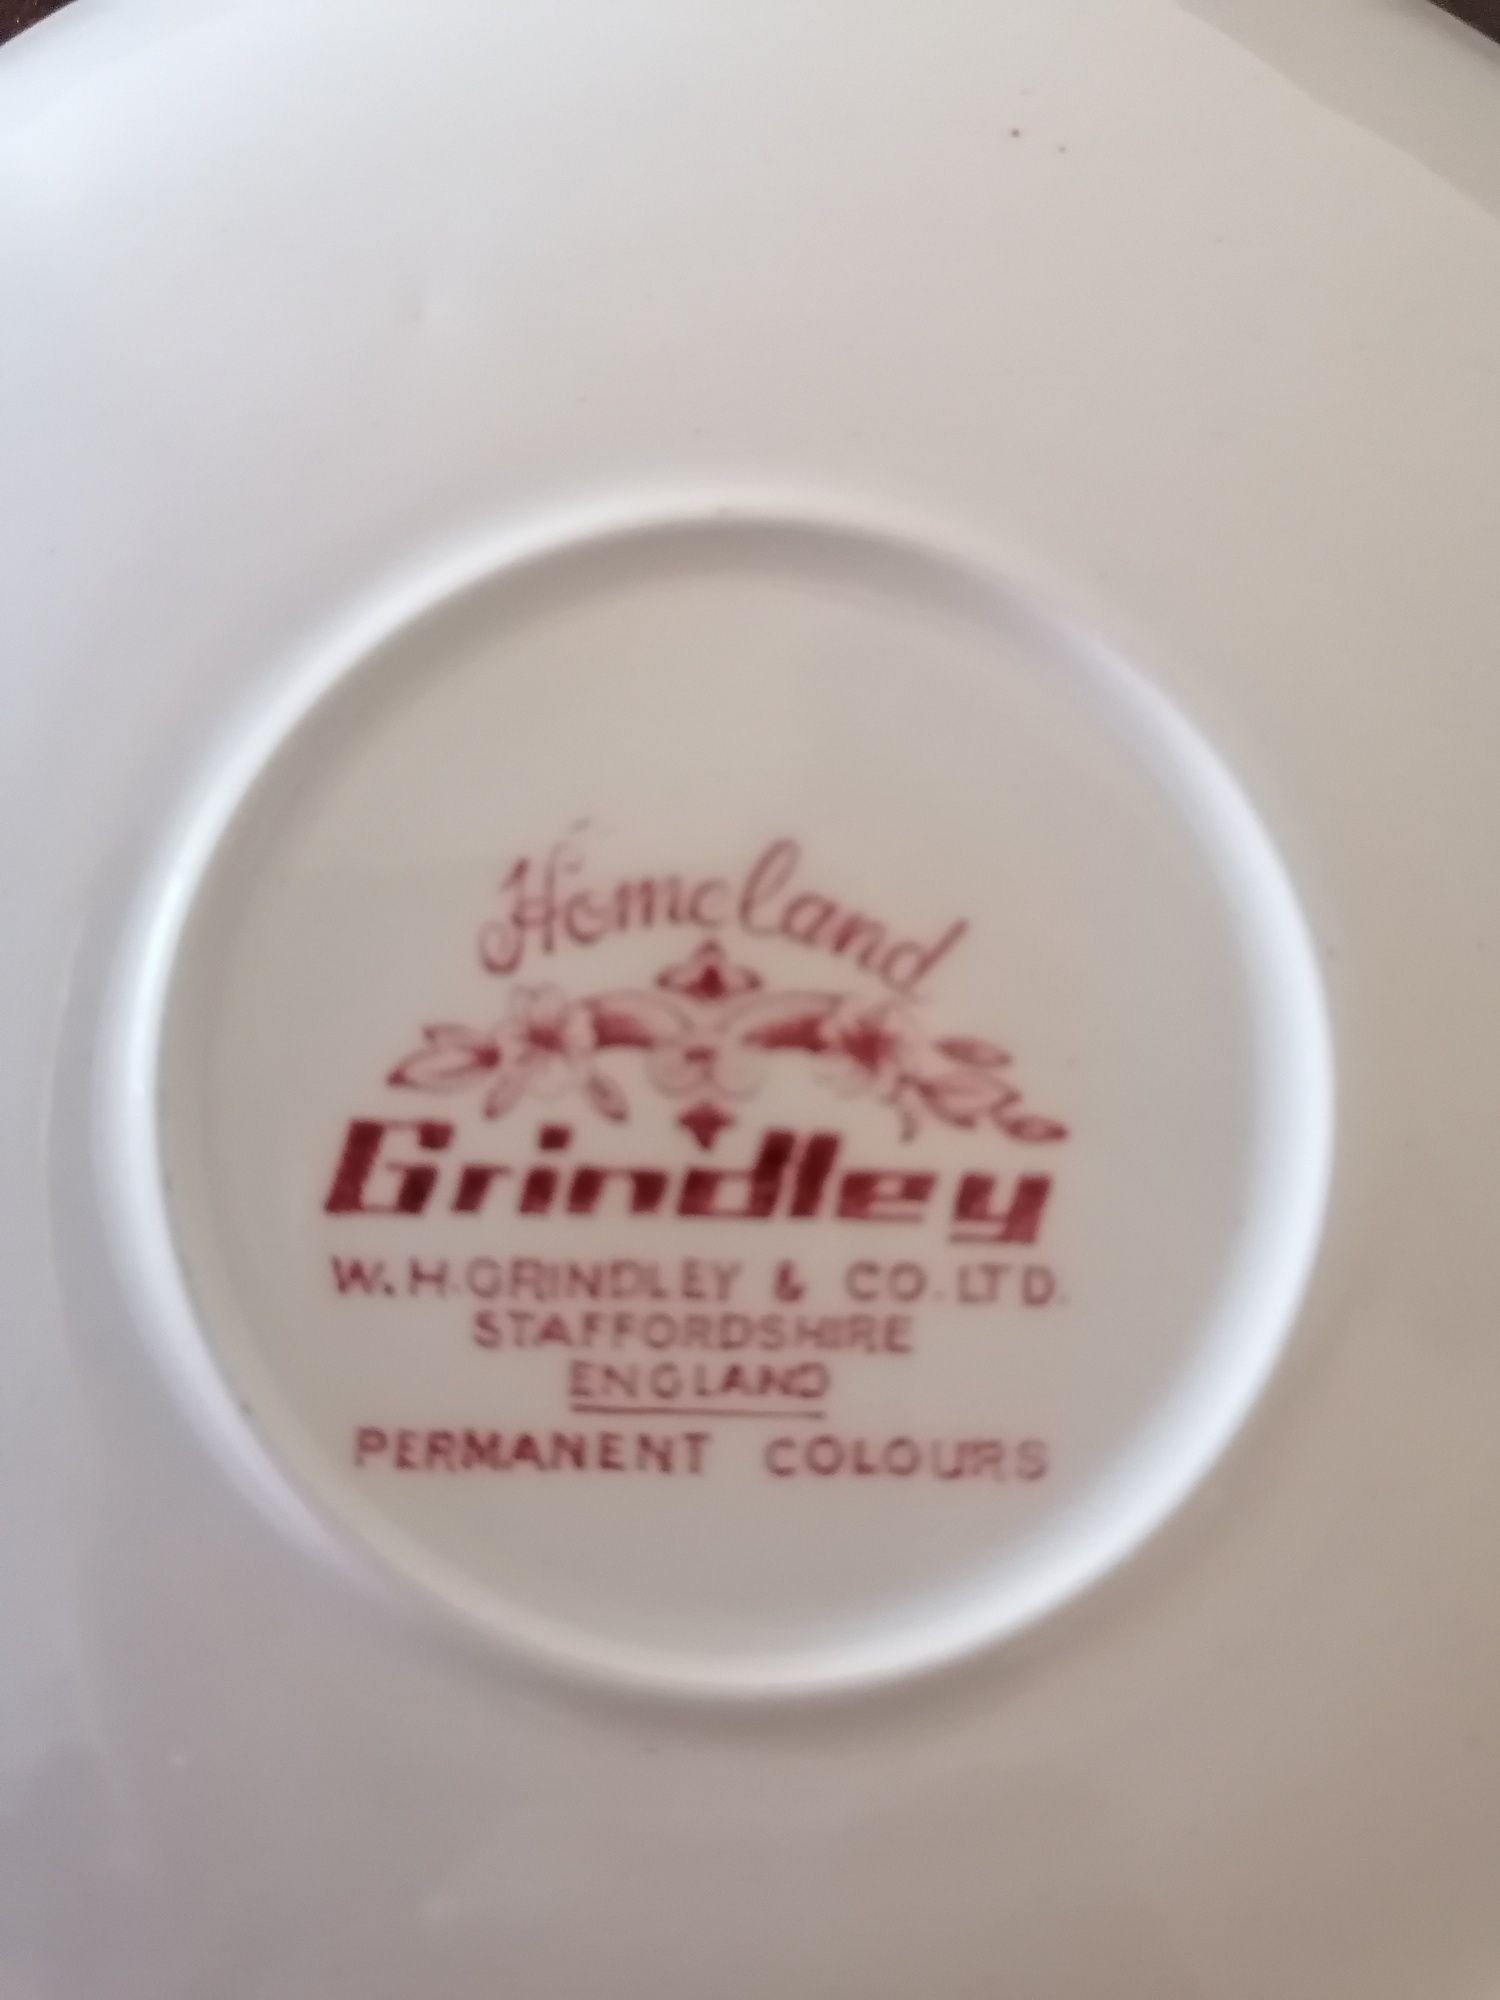 Homeland
Grindley
W.H.GRINDLEY & CO.LTD.
STAFFORDSHIRE
ENGLAND
PERMANENT COLOURS